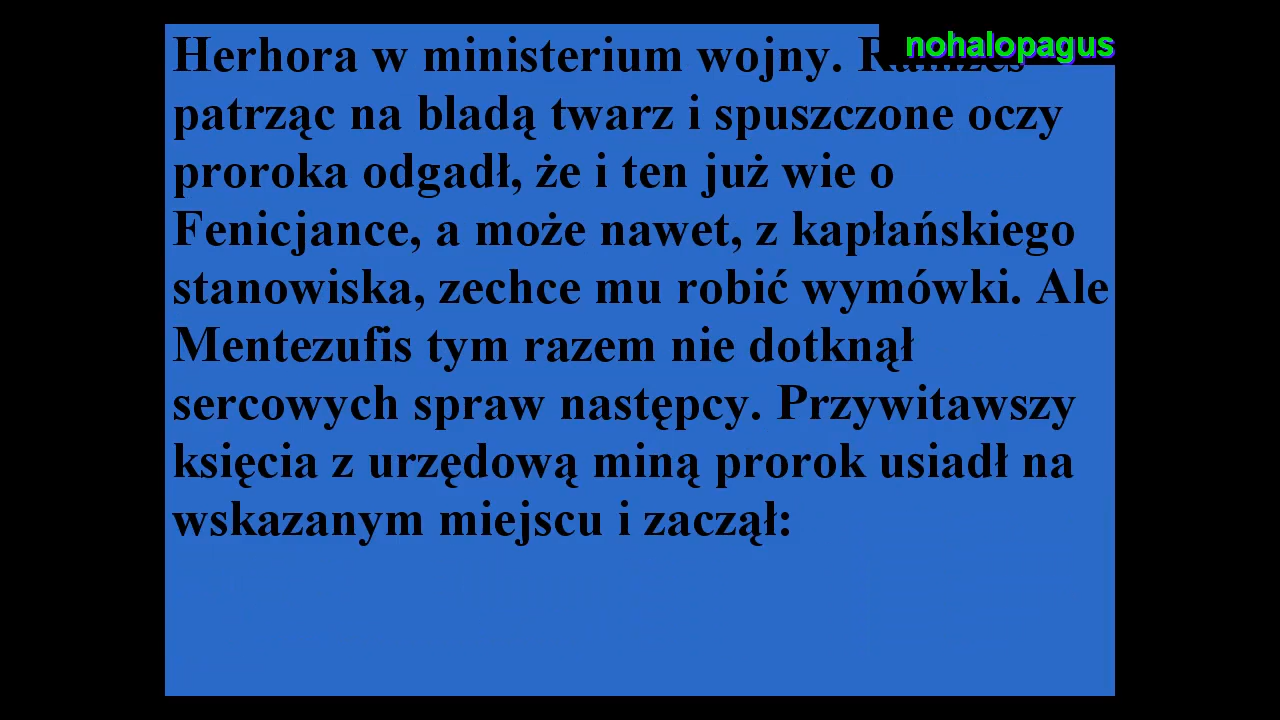 Herhora w ministerium wojny. Ramzes
nohalopagus
patrząc na bladą twarz i spuszczone oczy
proroka odgadł, że i ten już wie o
Fenicjance, a może nawet, z kapłańskiego
stanowiska, zechce mu robić wymówki. Ale
Mentezufis tym razem nie dotknął
sercowych spraw następcy. Przywitawszy
księcia z urzędową miną prorok usiadł na
wskazanym miejscu i zaczął: